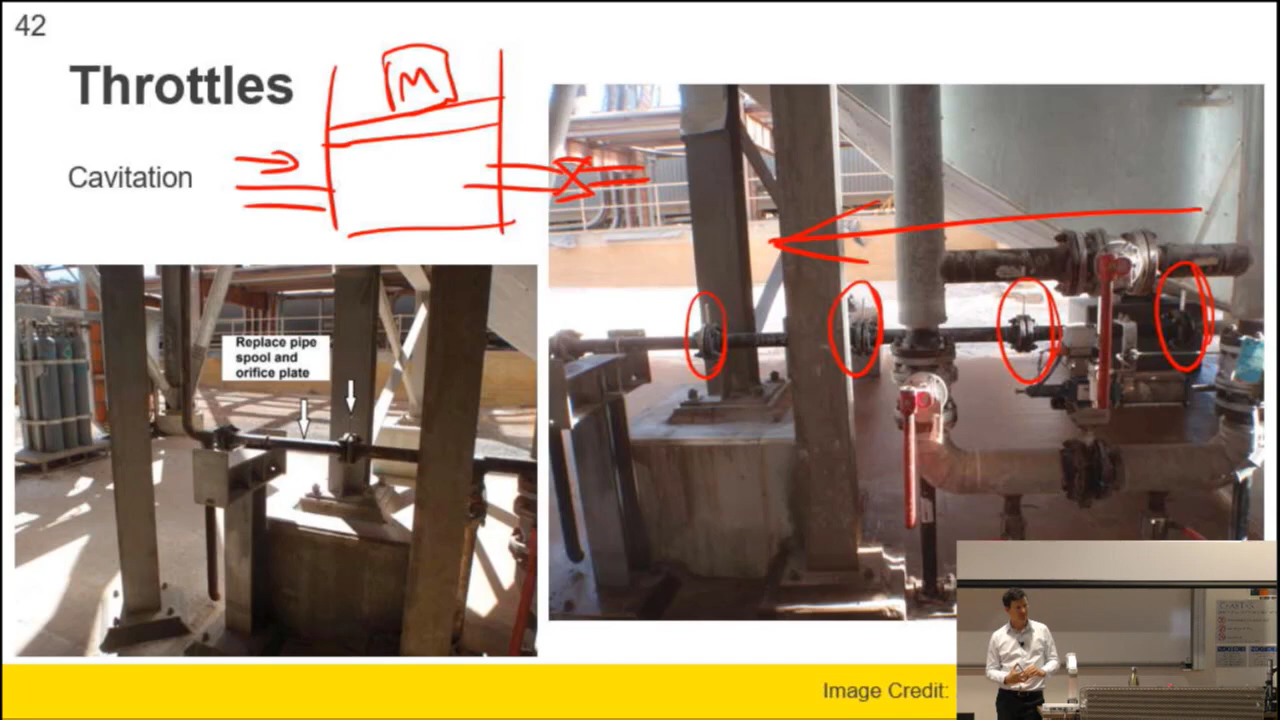 42
Throttles
M
Cavitation
Replace pipe
spool and
orifice plate
Image Credit: